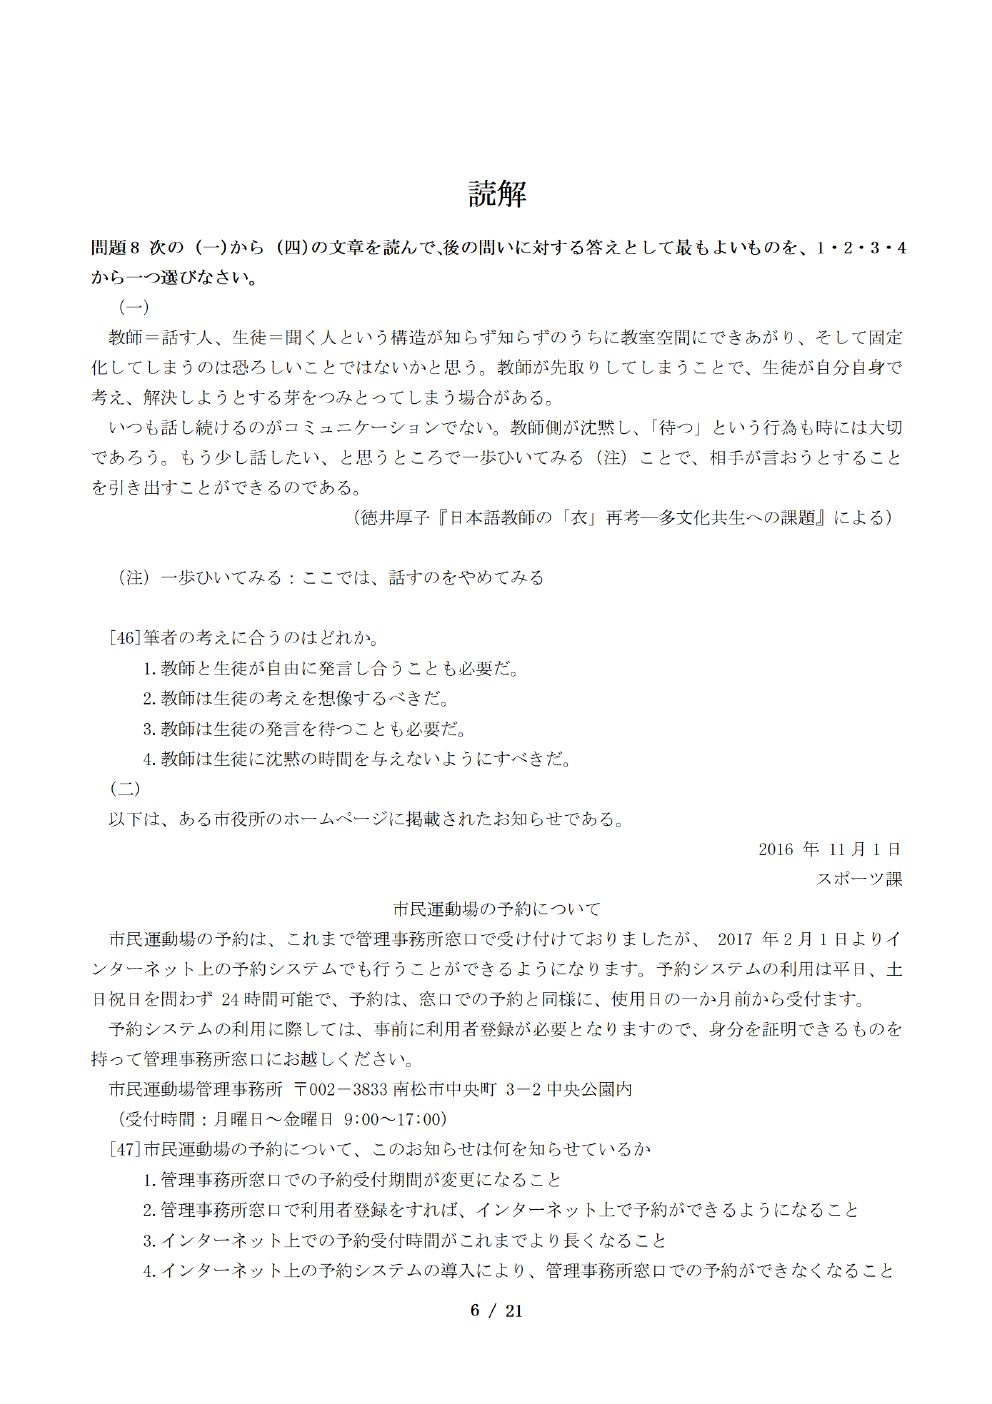 読解
問題8 次の (一)から (四)の文章を読んで、後の問いに対する答えとして最もよいものを、1・2・3・4
から一つ選びなさい。
(一)
教師＝話す人、生徒＝聞く人という構造が知らず知らずのうちに教室空間にできあがり、そして固定
化してしまうのは恐ろしいことではないかと思う。教師が先取りしてしまうことで、生徒が自分自身で
考え、解決しようとする芽をつみとってしまう場合がある。
いつも話し続けるのがコミュニケーションでない。教師側が沈黙し、「待つ」という行為も時には大切
であろう。もう少し話したい、と思うところで一歩ひいてみる（注）ことで、相手が言おうとすること
を引き出すことができるのである。
（徳井厚子『日本語教師の「衣」再考―多文化共生への課題』による）
（注）一歩ひいてみる：ここでは、話すのをやめてみる
[46]筆者の考えに合うのはどれか。
1.教師と生徒が自由に発言し合うことも必要だ。
2.教師は生徒の考えを想像するべきだ。
3.教師は生徒の発言を待つことも必要だ。
4.教師は生徒に沈黙の時間を与えないようにすべきだ。
(二)
以下は、ある市役所のホームページに掲載されたお知らせである。
2016 年 11月1日
スポーツ課
市民運動場の予約について
市民運動場の予約は、これまで管理事務所窓口で受け付けておりましたが、 2017 年2月1日よりイ
ンターネット上の予約システムでも行うことができるようになります。予約システムの利用は平日、土
日祝日を問わず 24時間可能で、予約は、窓口での予約と同様に、使用日の一か月前から受付ます。
予約システムの利用に際しては、事前に利用者登録が必要となりますので、身分を証明できるものを
持って管理事務所窓口にお越しください。
市民運動場管理事務所 〒002－3833南松市中央町 3－2中央公園内
（受付時間：月曜日～金曜日 9:00～17:00）
[47]市民運動場の予約について、このお知らせは何を知らせているか
1.管理事務所窓口での予約受付期間が変更になること
2.管理事務所窓口で利用者登録をすれば、インターネット上で予約ができるようになること
3.インターネット上での予約受付時間がこれまでより長くなること
4.インターネット上の予約システムの導入により、管理事務所窓口での予約ができなくなること
6 / 21